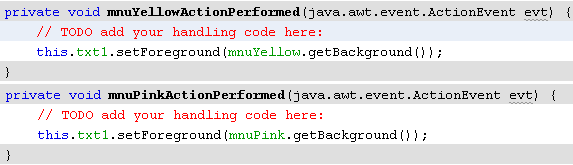 private void mnuYellowActionPerformed(java.awt.event.ActionEvent evt) {
// TODO add your handling code here:
this.txt1.setForeground(mnuYellow.getBackground());
}
private void mnuPinkActionPerformed(java.awt.event.ActionEvent evt) {
// TODO add your handling code here:
this.txt1.setForeground(mnuPink.getBackground());
}